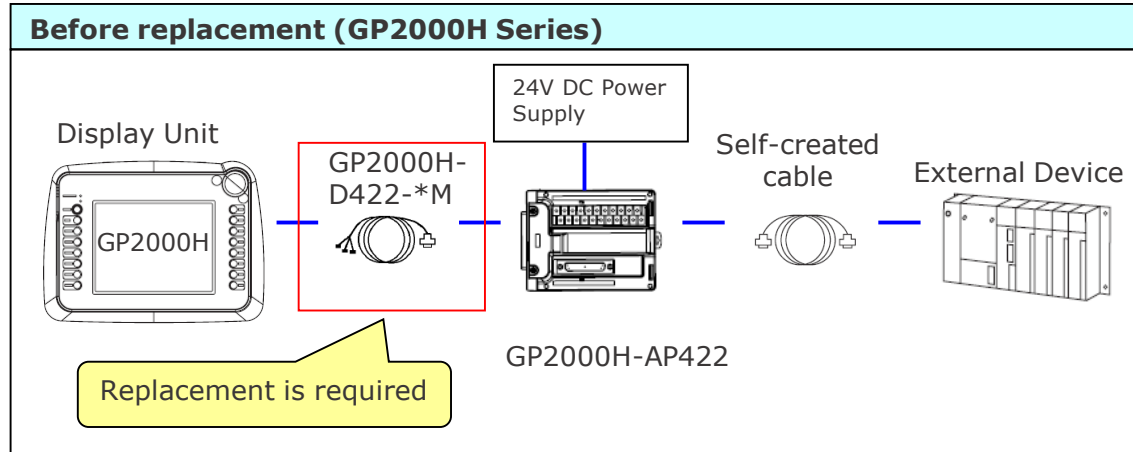 Before replacement (GP2000H Series)
24V DC Power
Supply
Display Unit
GP2000H-
D422-*M
Self-created
cable
External Device
GP2000H
GP2000H-AP422
Replacement is required